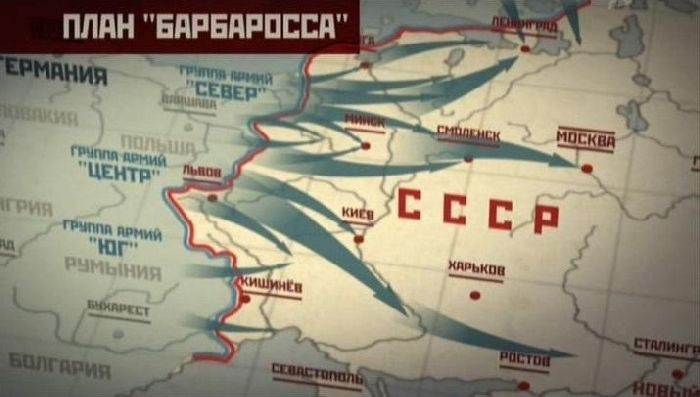 ПЛАН "БАРБАРОССА"
ЛЕНИНГРАД
ГЕРМАНИЯ
ГРУППА АРМИЙ
"СЕВЕР"
ВАРШАВА
МИНСК
СМОЛЕНСК
МОСКВА
ПОЛЬША
ГРУППА АРМИЙ
"ЦЕНТР"
ЛЬВОВ
КИЕВ
СССР
ГРУППА АРМИЙ
"ЮГ"
РУМЫНИЯ
ХАРЬКОВ
КИШИНЁВ
БУХАРЕСТ
СТАЛИНГР
РОСТОВ
БОЛГАРИЯ
СЕВАСТОПОЛЬ